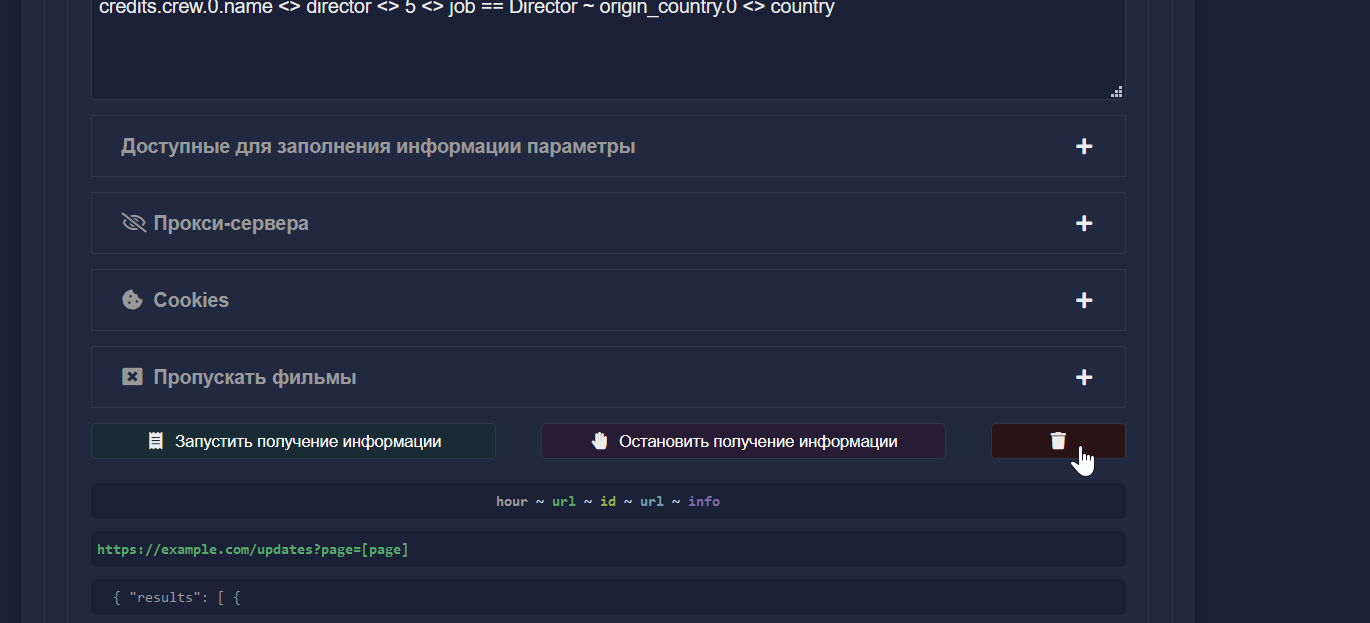 credits.crew.0.name <> director <> 5 <> job == Director ~ origin_country.0 <> country
Доступные для заполнения информации параметры
Прокси-сервера
Cookies
Пропускать фильмы
Запустить получение информации
Остановить получение информации
hour ~ url ~ id ~ url ~ info
https://example.com/updates?page=[page]
{ "results": [ {